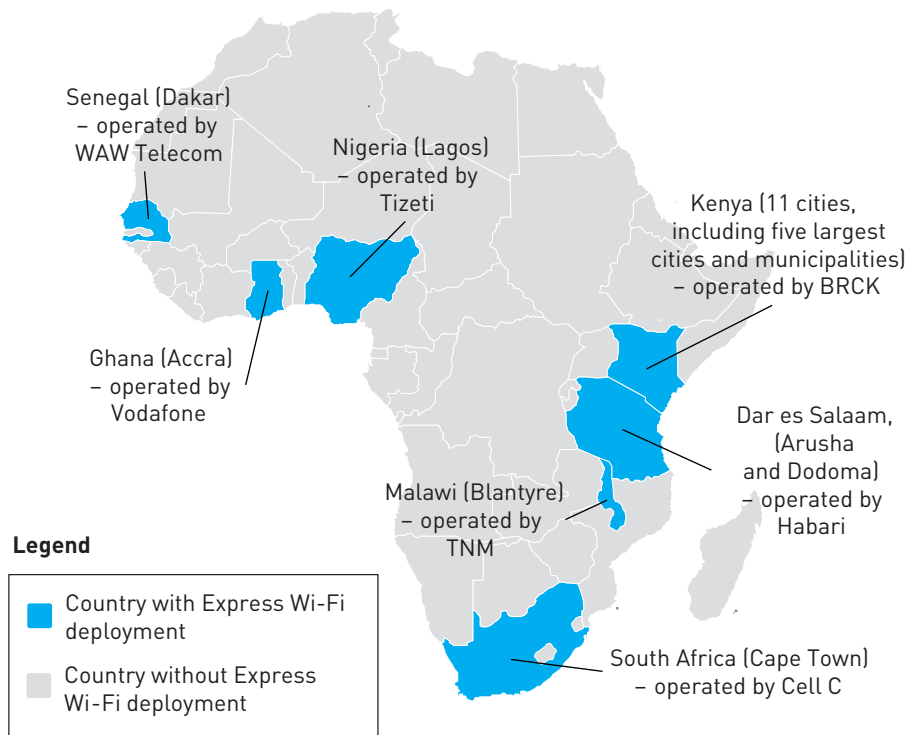 Senegal (Dakar)
– operated by
WAW Telecom
Nigeria (Lagos)
– operated by
Tizeti
Kenya (11 cities,
including five largest
cities and municipalities)
– operated by BRCK
Ghana (Accra)
– operated by
Vodafone
Dar es Salaam,
(Arusha
and Dodoma)
– operated by
Habari
Malawi (Blantyre)
– operated by
TNM
South Africa (Cape Town)
– operated by Cell C
Legend
Country with Express Wi-Fi
deployment
Country without Express
Wi-Fi deployment